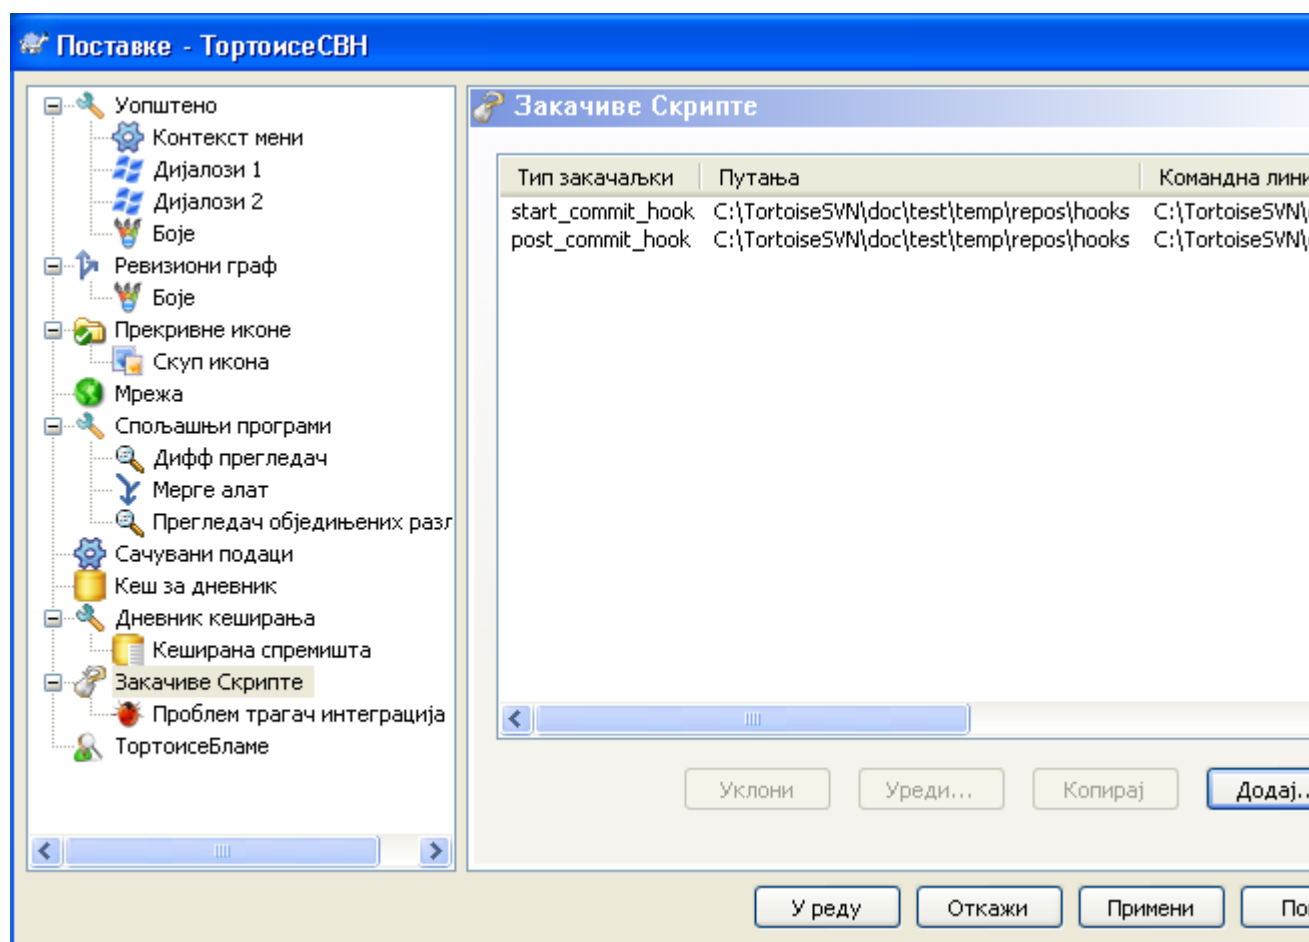 Поставке - ТортоисеСВН
Уопштено
Контекст мени
Дијалози 1
Дијалози 2
Боје
Ревизиони граф
Боје
Прекривне иконе
Скуп икона
Мрежа
Спољашњи програми
Дифф прегледач
Мерге алат
Прегледач обједињених разл
Сачувани подаци
Кеш за дневник
Дневник кеширања
Кеширана спремишта
Закачиве Скрипте
Проблем трагач интеграција
ТортоисеБламе
Закачиве Скрипте
Тип закачаљки Путања Командна лини
start_commit_hook C:\TortoiseSVN\doc\test\temp\repos\hooks C:\TortoiseSVN\
post_commit_hook C:\TortoiseSVN\doc\test\temp\repos\hooks C:\TortoiseSVN\
Уклони Уреди... Копирај Додај..
У реду Откажи Примени По